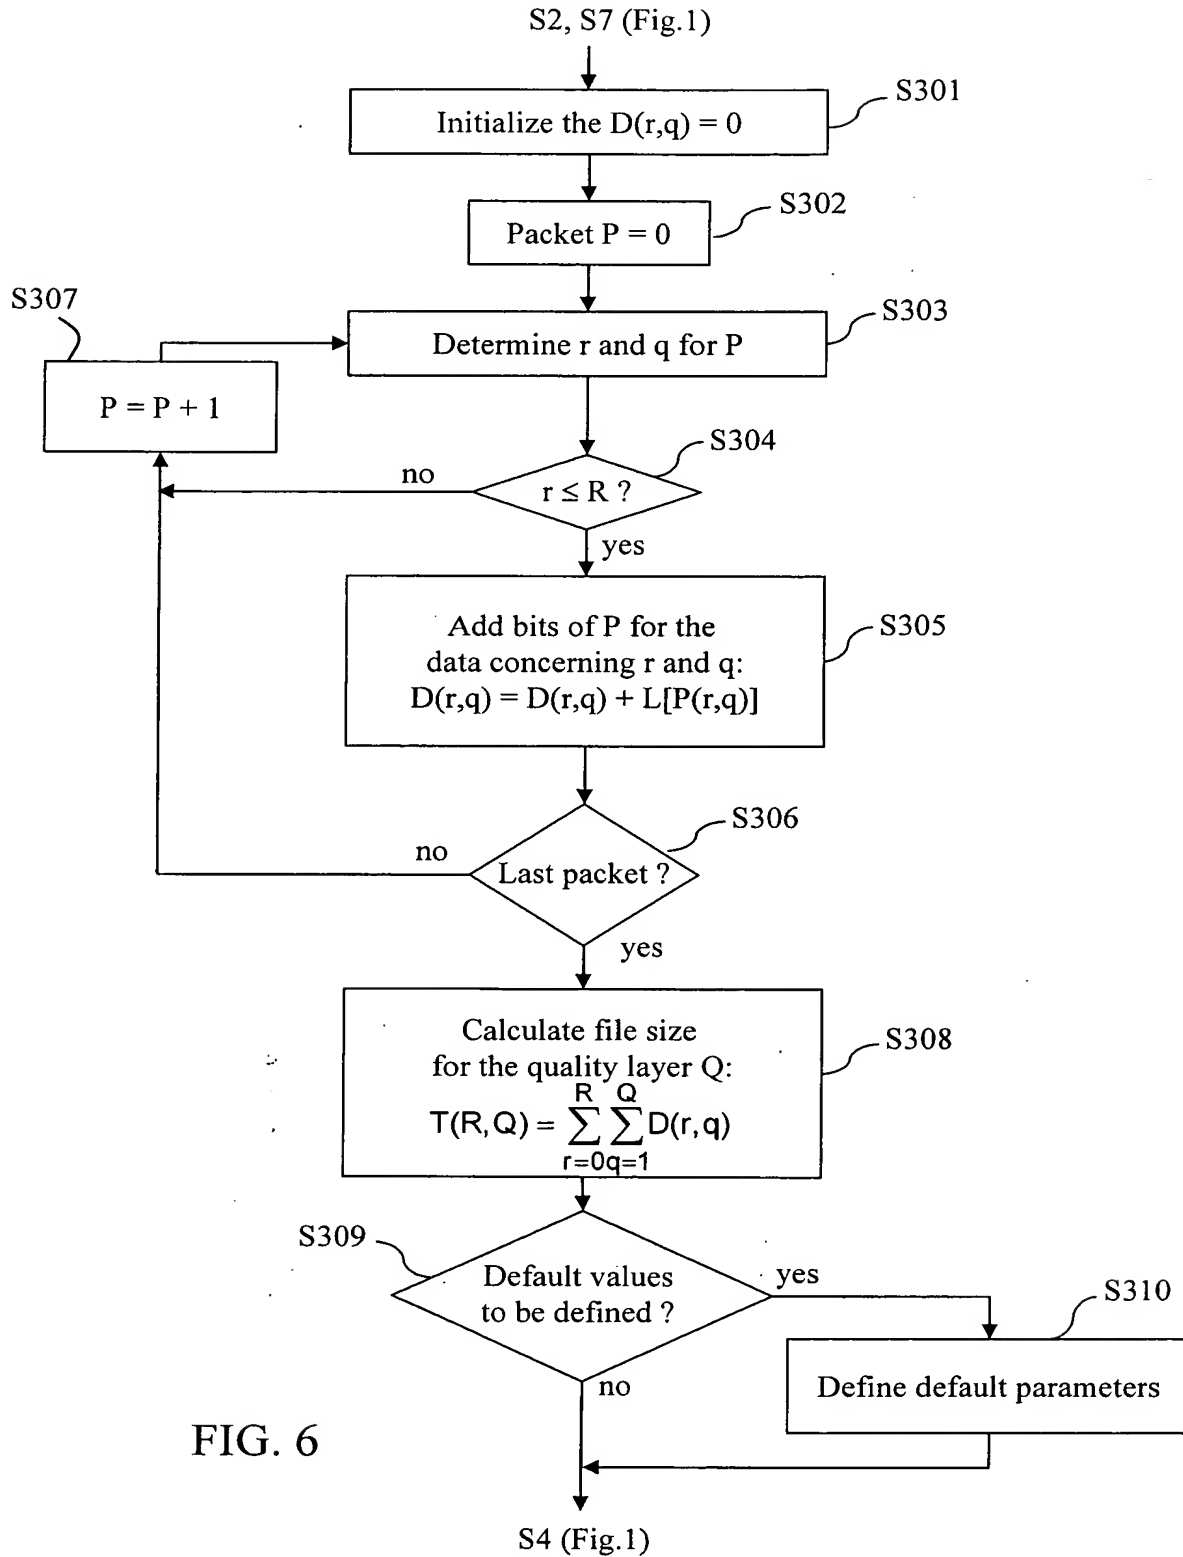 S2, S7 (Fig.1)
S301
Initialize the D(r,q) = 0
S302
Packet P = 0
S307
S303
Determine r and q for P
P = P + 1
S304
no
r ≤ R ?
yes
Add bits of P for the
data concerning r and q:
D(r,q) = D(r,q) + L[P(r,q)]
S305
S306
no
Last packet ?
yes
Calculate file size
for the quality layer Q:
T(R,Q) = ∑∑D(r,q)
R Q
r=0q=1
S308
S309
Default values
to be defined ?
yes
S310
no
Define default parameters
FIG. 6
S4 (Fig.1)